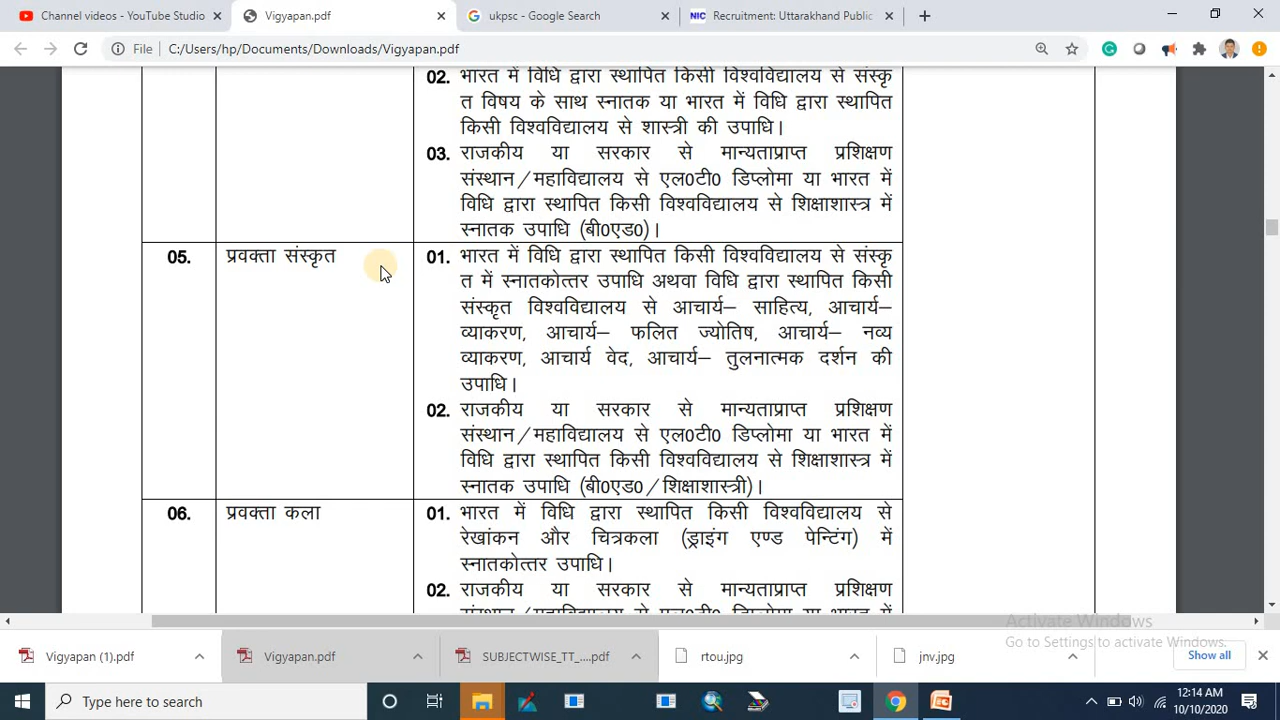 Channel videos - YouTube Studio
Vigyapan.pdf
ukpsc - Google Search
NIC Recruitment: Uttarakhand Public
File C:/Users/hp/Documents/Downloads/Vigyapan.pdf
02. भारत में विधि द्वारा स्थापित किसी विश्वविद्यालय से संस्कृ
त विषय के साथ स्नातक या भारत में विधि द्वारा स्थापित
किसी विश्वविद्यालय से शास्त्री की उपाधि।
03. राजकीय या सरकार से मान्यताप्राप्त प्रशिक्षण
संस्थान/महाविद्यालय से एल0टी0 डिप्लोमा या भारत में
विधि द्वारा स्थापित किसी विश्वविद्यालय से शिक्षाशास्त्र में
स्नातक उपाधि (बी0एड0)।
05. प्रवक्ता संस्कृत 01. भारत में विधि द्वारा स्थापित किसी विश्वविद्यालय से संस्कृ
त में स्नातकोत्तर उपाधि अथवा विधि द्वारा स्थापित किसी
संस्कृत विश्वविद्यालय से आचार्य– साहित्य, आचार्य–
व्याकरण, आचार्य– फलित ज्योतिष, आचार्य– नव्य
व्याकरण, आचार्य वेद, आचार्य– तुलनात्मक दर्शन की
उपाधि।
02. राजकीय या सरकार से मान्यताप्राप्त प्रशिक्षण
संस्थान/महाविद्यालय से एल0टी0 डिप्लोमा या भारत में
विधि द्वारा स्थापित किसी विश्वविद्यालय से शिक्षाशास्त्र में
स्नातक उपाधि (बी0एड0/शिक्षाशास्त्री)।
06. प्रवक्ता कला 01. भारत में विधि द्वारा स्थापित किसी विश्वविद्यालय से
रेखांकन और चित्रकला (ड्राइंग एण्ड पेन्टिंग) में
स्नातकोत्तर उपाधि।
02. राजकीय या सरकार से मान्यताप्राप्त प्रशिक्षण
संस्थान/महाविद्यालय से एल0टी0 डिप्लोमा या भारत में
Activate Windows
Go to Settings to activate Windows.
Vigyapan (1).pdf
Vigyapan.pdf
SUBJECTWISE_TT_....pdf
rtou.jpg
jnv.jpg
Show all
Type here to search
12:14 AM
10/10/2020